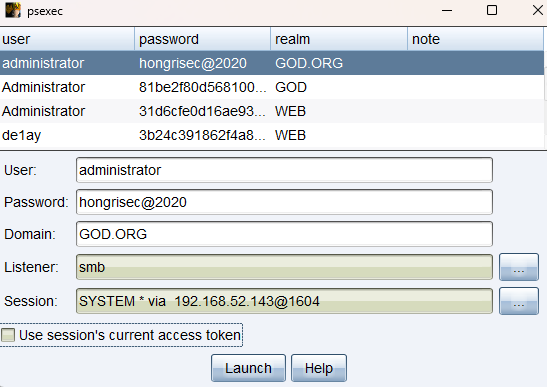 psexec
user password realm note
administrator hongrisec@2020 GOD.ORG
Administrator 81be2f80d568100... GOD
Administrator 31d6cfe0d16ae93... WEB
de1ay 3b24c391862f4a8... WEB
User: administrator
Password: hongrisec@2020
Domain: GOD.ORG
Listener: smb ...
Session: SYSTEM * via 192.168.52.143@1604 ...
Use session's current access token
Launch Help